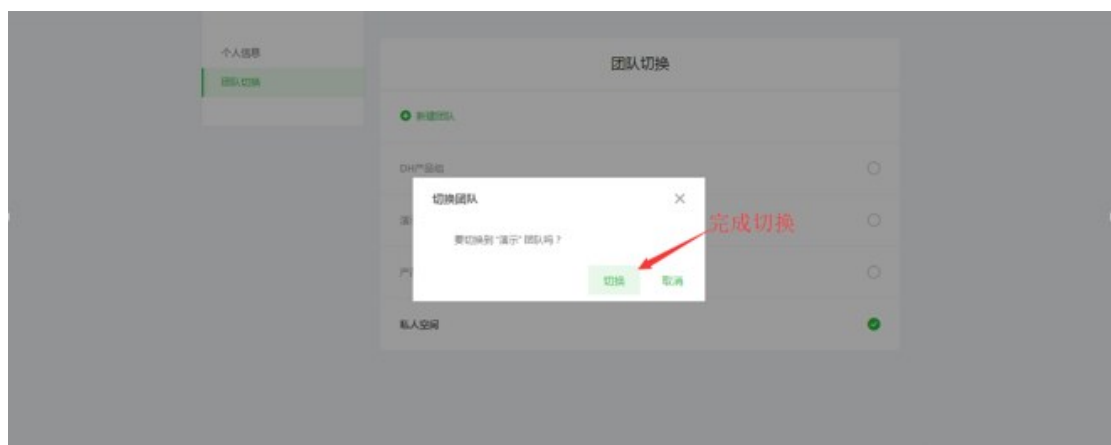 个人信息
团队切换
团队切换
新建团队
DH产品组
切换团队
要切换到“演示”团队吗？
完成切换
切换
取消
私人空间